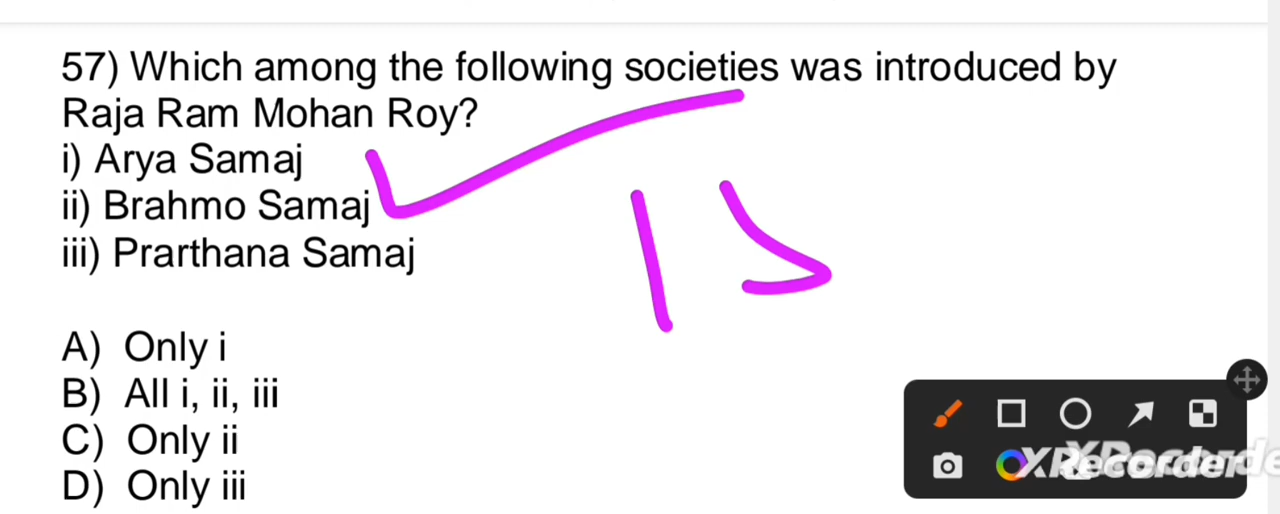 57) Which among the following societies was introduced by
Raja Ram Mohan Roy?
i) Arya Samaj
ii) Brahmo Samaj
iii) Prarthana Samaj
A) Only i
B) All i, ii, iii
C) Only ii
D) Only iii
XRecorder